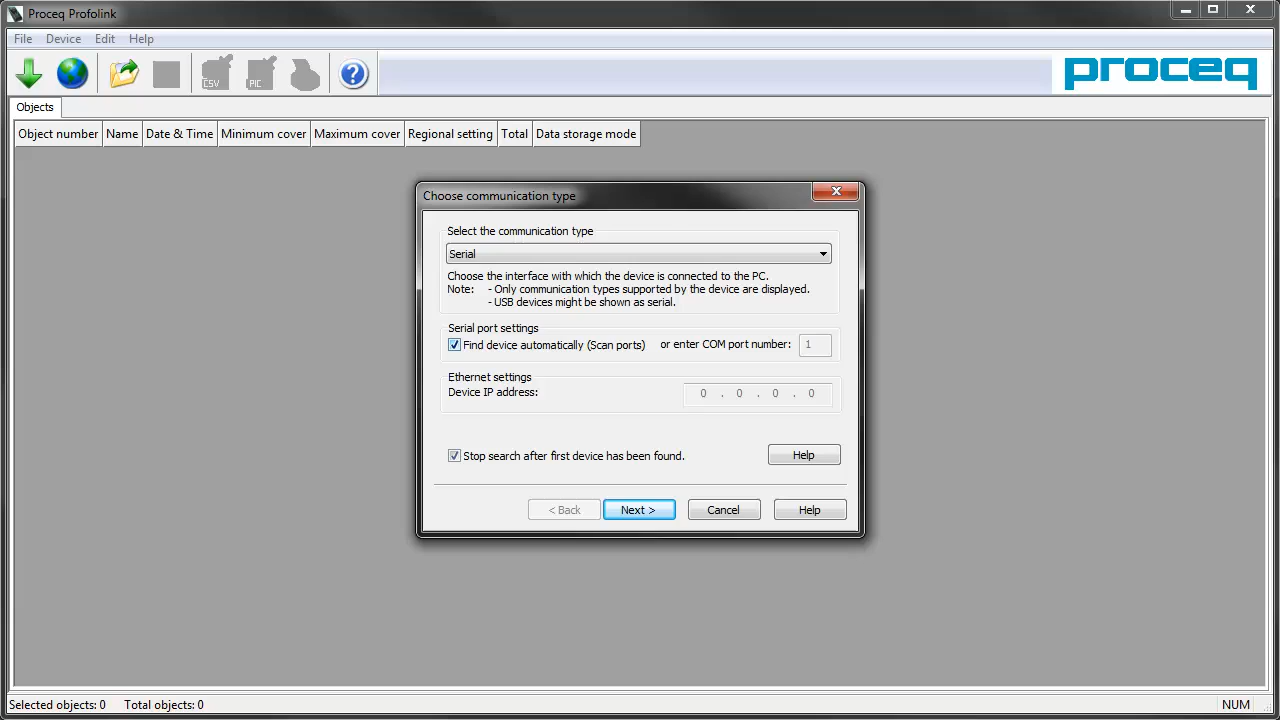 Proceq Profolink
File Device Edit Help
CSV PIC ?
proceq
Objects
Object number Name Date & Time Minimum cover Maximum cover Regional setting Total Data storage mode
Choose communication type
Select the communication type
Serial
Choose the interface with which the device is connected to the PC.
Note: - Only communication types supported by the device are displayed.
- USB devices might be shown as serial.
Serial port settings
Find device automatically (Scan ports) or enter COM port number: 1
Ethernet settings
Device IP address: 0 . 0 . 0 . 0
Stop search after first device has been found. Help
< Back Next > Cancel Help
Selected objects: 0 Total objects: 0 NUM